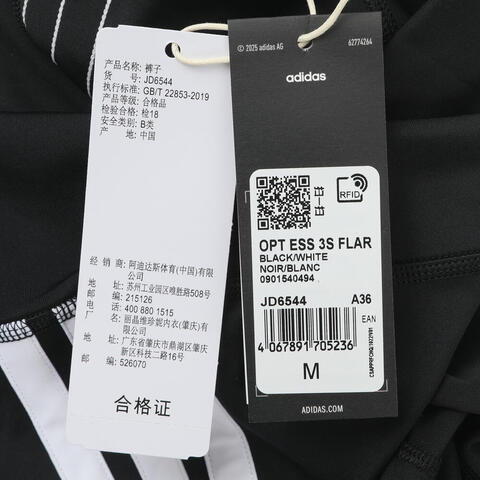 产品名称: 裤子
货 号: JD6544
执行标准: GB/T 22853-2019
产品等级: 合格品
检验合格: 检18
安全类别: B类
产 地: 中国
经 销 商: 阿迪达斯体育(中国)有限公司
地 址: 苏州工业园区唯胜路508号
邮 编: 215126
电 话: 400 880 1515
生 产 商: 丽晶维珍妮内衣(肇庆)有限公司
地 址: 肇庆市鼎湖区肇庆新区科技二路16号
邮 编: 526070
合格证
© 2025 adidas AG
62774264
adidas
RFID
OPT ESS 3S FLAR
BLACK/WHITE
NOIR/BLANC
0901540494
JD6544
A36
EAN
4 067891 705236
M
ADIDAS.COM